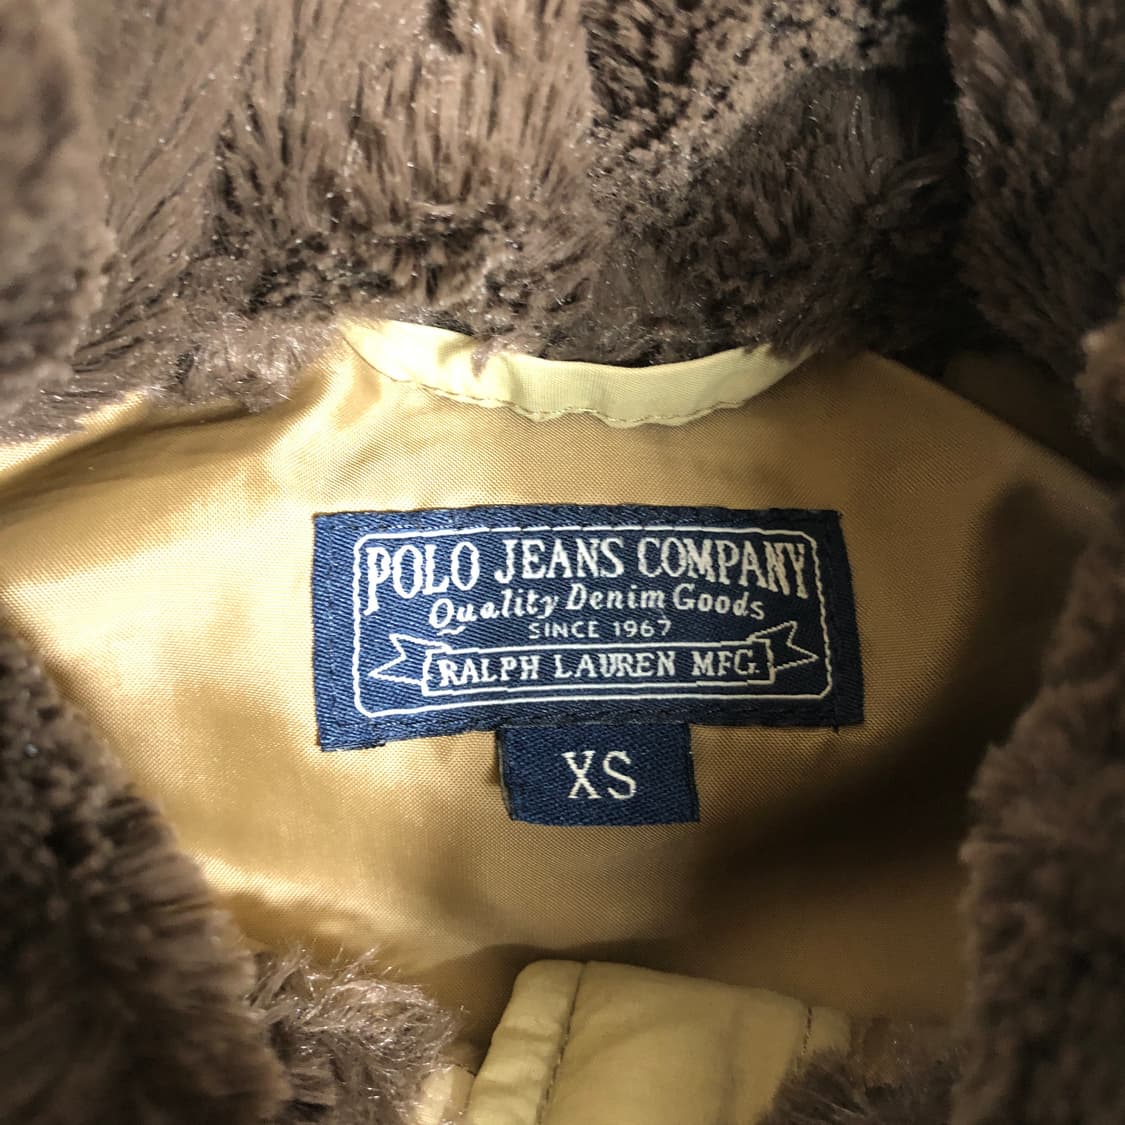 POLO JEANS COMPANY
Quality Denim Goods
SINCE 1967
RALPH LAUREN MFG.
XS